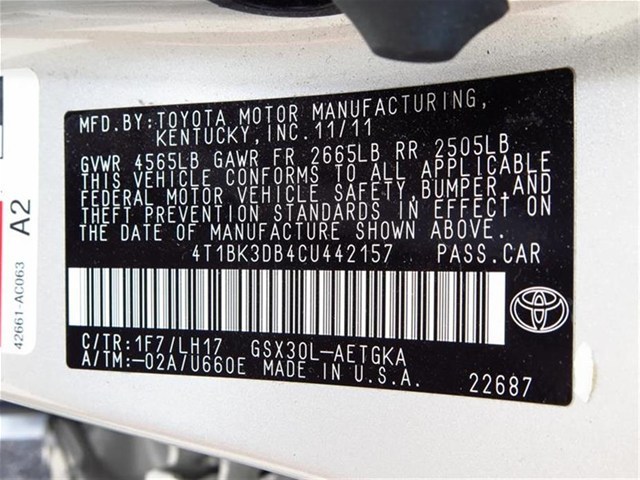 MFD.BY:TOYOTA MOTOR MANUFACTURING,
KENTUCKY, INC.11/11
GVWR 4565LB GAWR FR 2665LB RR 2505LB
THIS VEHICLE CONFORMS TO ALL APPLICABLE
FEDERAL MOTOR VEHICLE SAFETY,BUMPER,AND
THEFT PREVENTION STANDARDS IN EFFECT ON
THE DATE OF MANUFACTURE SHOWN ABOVE.
4T1BK3DB4CU442157 PASS.CAR
C/TR:1F7/LH17 GSX30L-AETGKA
A/TM:-02A/U660E MADE IN U.S.A. 22687
A2
42661-AC063